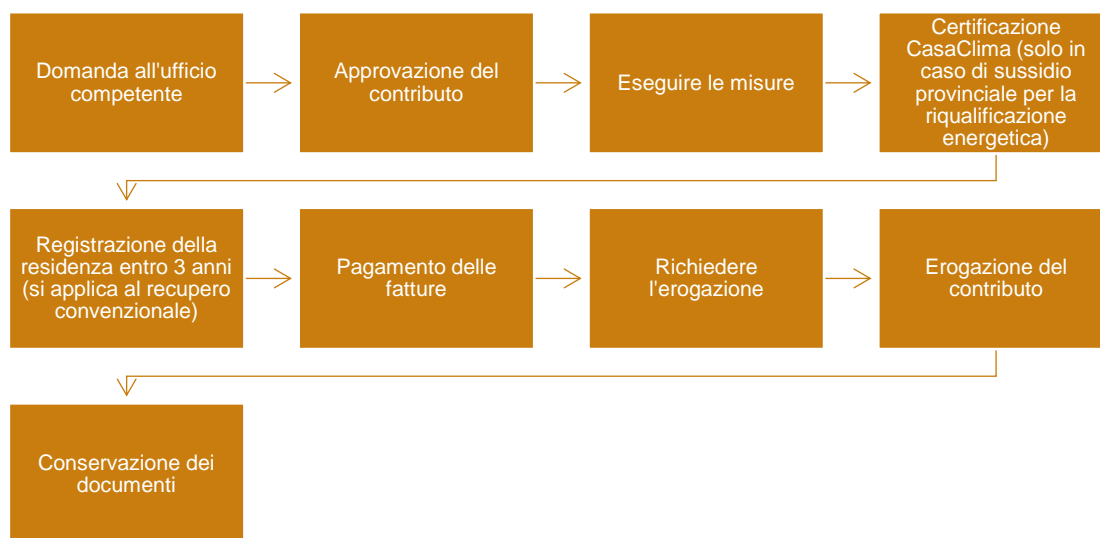 Domanda all'ufficio
competente
Approvazione del
contributo
Eseguire le misure
Certificazione
CasaClima (solo in
caso di sussidio
provinciale per la
riqualificazione
energetica)
Registrazione della
residenza entro 3 anni
(si applica al recupero
convenzionale)
Pagamento delle
fatture
Richiedere
l'erogazione
Erogazione del
contributo
Conservazione dei
documenti